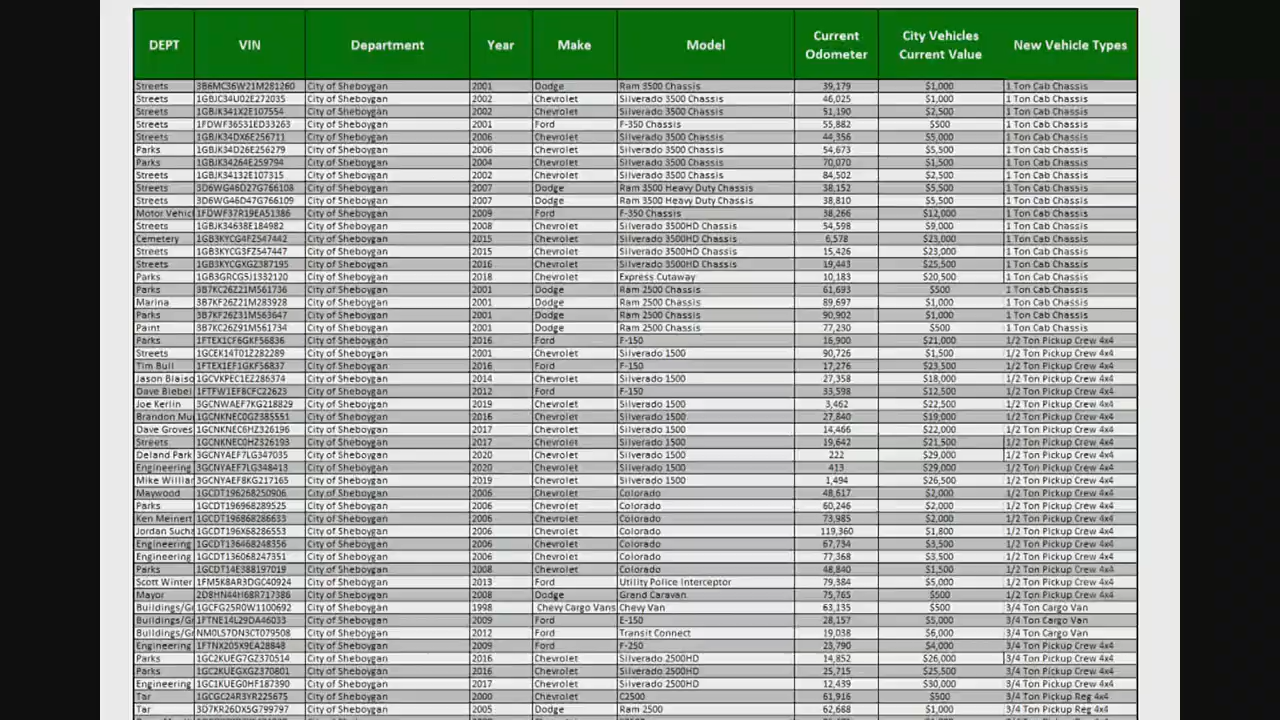 DEPT VIN Department Year Make Model Current Odometer City Vehicles Current Value New Vehicle Types
Streets 3B6MC36W21M281260 City of Sheboygan 2001 Dodge Ram 3500 Chassis 39,179 $1,000 1 Ton Cab Chassis
Streets 1GBJC34U02E272035 City of Sheboygan 2002 Chevrolet Silverado 3500 Chassis 46,025 $1,000 1 Ton Cab Chassis
Streets 1GBJK341X2E107554 City of Sheboygan 2002 Chevrolet Silverado 3500 Chassis 51,190 $2,500 1 Ton Cab Chassis
Streets 1FDWF36531ED33263 City of Sheboygan 2001 Ford F-350 Chassis 55,882 $500 1 Ton Cab Chassis
Streets 1GBJK34DX6E256711 City of Sheboygan 2006 Chevrolet Silverado 3500 Chassis 44,356 $5,000 1 Ton Cab Chassis
Parks 1GBJK34D26E256279 City of Sheboygan 2006 Chevrolet Silverado 3500 Chassis 54,673 $5,500 1 Ton Cab Chassis
Parks 1GBJK34264E259794 City of Sheboygan 2004 Chevrolet Silverado 3500 Chassis 70,070 $1,500 1 Ton Cab Chassis
Streets 1GBJK34132E107315 City of Sheboygan 2002 Chevrolet Silverado 3500 Chassis 84,502 $2,500 1 Ton Cab Chassis
Streets 3D6WG46D27G766108 City of Sheboygan 2007 Dodge Ram 3500 Heavy Duty Chassis 38,152 $5,500 1 Ton Cab Chassis
Streets 3D6WG46D47G766109 City of Sheboygan 2007 Dodge Ram 3500 Heavy Duty Chassis 38,810 $5,500 1 Ton Cab Chassis
Motor Vehicl 1FDWF37R19EA51386 City of Sheboygan 2009 Ford F-350 Chassis 38,266 $12,000 1 Ton Cab Chassis
Streets 1GBJK34638E184982 City of Sheboygan 2008 Chevrolet Silverado 3500HD Chassis 54,598 $9,000 1 Ton Cab Chassis
Cemetery 1GB3KYCG4FZ547442 City of Sheboygan 2015 Chevrolet Silverado 3500HD Chassis 6,578 $23,000 1 Ton Cab Chassis
Streets 1GB3KYCG3FZ547447 City of Sheboygan 2015 Chevrolet Silverado 3500HD Chassis 15,426 $23,000 1 Ton Cab Chassis
Streets 1GB3KYCGXGZ387195 City of Sheboygan 2016 Chevrolet Silverado 3500HD Chassis 19,443 $25,500 1 Ton Cab Chassis
Parks 1GB3GRCG5J1332120 City of Sheboygan 2018 Chevrolet Express Cutaway 10,183 $20,500 1 Ton Cab Chassis
Parks 3B7KC26Z21M561736 City of Sheboygan 2001 Dodge Ram 2500 Chassis 61,693 $500 1 Ton Cab Chassis
Marina 3B7KF26Z21M283928 City of Sheboygan 2001 Dodge Ram 2500 Chassis 89,697 $1,000 1 Ton Cab Chassis
Parks 3B7KF26Z31M563647 City of Sheboygan 2001 Dodge Ram 2500 Chassis 90,902 $1,000 1 Ton Cab Chassis
Paint 3B7KC26Z91M561734 City of Sheboygan 2001 Dodge Ram 2500 Chassis 77,230 $500 1 Ton Cab Chassis
Parks 1FTEX1CF6GKF56836 City of Sheboygan 2016 Ford F-150 16,900 $21,000 1/2 Ton Pickup Crew 4x4
Streets 1GCEK14T01Z282289 City of Sheboygan 2001 Chevrolet Silverado 1500 90,726 $1,500 1/2 Ton Pickup Crew 4x4
Tim Bull 1FTEX1EF1GKF56837 City of Sheboygan 2016 Ford F-150 17,276 $23,500 1/2 Ton Pickup Crew 4x4
Jason Blaiso 1GCVKPEC1EZ286374 City of Sheboygan 2014 Chevrolet Silverado 1500 27,358 $18,000 1/2 Ton Pickup Crew 4x4
Dave Biebel 1FTFW1EF8CFC22623 City of Sheboygan 2012 Ford F-150 33,598 $12,500 1/2 Ton Pickup Crew 4x4
Joe Kerlin 3GCNWAEF7KG218829 City of Sheboygan 2019 Chevrolet Silverado 1500 3,462 $22,500 1/2 Ton Pickup Crew 4x4
Brandon Mu 1GCNKNEC0GZ385551 City of Sheboygan 2016 Chevrolet Silverado 1500 27,840 $19,000 1/2 Ton Pickup Crew 4x4
Dave Groves 1GCNKNEC6HZ326196 City of Sheboygan 2017 Chevrolet Silverado 1500 14,466 $22,000 1/2 Ton Pickup Crew 4x4
Streets 1GCNKNEC0HZ326193 City of Sheboygan 2017 Chevrolet Silverado 1500 19,642 $21,500 1/2 Ton Pickup Crew 4x4
Deland Park 3GCNYAEF7LG347035 City of Sheboygan 2020 Chevrolet Silverado 1500 222 $29,000 1/2 Ton Pickup Crew 4x4
Engineering 3GCNYAEF7LG348413 City of Sheboygan 2020 Chevrolet Silverado 1500 413 $29,000 1/2 Ton Pickup Crew 4x4
Mike Williar 3GCNYAEF8KG217165 City of Sheboygan 2019 Chevrolet Silverado 1500 1,494 $26,500 1/2 Ton Pickup Crew 4x4
Maywood 1GCDT196268250906 City of Sheboygan 2006 Chevrolet Colorado 48,617 $2,000 1/2 Ton Pickup Crew 4x4
Parks 1GCDT196968289525 City of Sheboygan 2006 Chevrolet Colorado 60,246 $2,000 1/2 Ton Pickup Crew 4x4
Ken Meinert 1GCDT196868286633 City of Sheboygan 2006 Chevrolet Colorado 73,985 $2,000 1/2 Ton Pickup Crew 4x4
Jordan Sucha 1GCDT196X68286553 City of Sheboygan 2006 Chevrolet Colorado 119,360 $1,800 1/2 Ton Pickup Crew 4x4
Engineering 1GCDT136468248356 City of Sheboygan 2006 Chevrolet Colorado 67,734 $3,500 1/2 Ton Pickup Crew 4x4
Engineering 1GCDT136068247351 City of Sheboygan 2006 Chevrolet Colorado 77,368 $3,500 1/2 Ton Pickup Crew 4x4
Parks 1GCDT14E388197019 City of Sheboygan 2008 Chevrolet Colorado 48,840 $1,500 1/2 Ton Pickup Crew 4x4
Scott Winter 1FM5K8AR3DGC40924 City of Sheboygan 2013 Ford Utility Police Interceptor 79,384 $5,000 1/2 Ton Pickup Crew 4x4
Mayor 2D8HN44H68R717386 City of Sheboygan 2008 Dodge Grand Caravan 75,765 $500 1/2 Ton Pickup Crew 4x4
Buildings/Gr 1GCFG25R0W1100692 City of Sheboygan 1998 Chevy Cargo Vans Chevy Van 63,135 $500 3/4 Ton Cargo Van
Buildings/Gr 1FTNE14L29DA46033 City of Sheboygan 2009 Ford E-150 28,157 $5,000 3/4 Ton Cargo Van
Buildings/Gr NM0LS7DN3CT079508 City of Sheboygan 2012 Ford Transit Connect 19,038 $6,000 3/4 Ton Cargo Van
Engineering 1FTNX205X9EA28848 City of Sheboygan 2009 Ford F-250 23,790 $4,000 3/4 Ton Pickup Crew 4x4
Parks 1GC2KUEG7GZ370514 City of Sheboygan 2016 Chevrolet Silverado 2500HD 14,852 $26,000 3/4 Ton Pickup Crew 4x4
Parks 1GC2KUEGXGZ370801 City of Sheboygan 2016 Chevrolet Silverado 2500HD 25,715 $25,500 3/4 Ton Pickup Crew 4x4
Engineering 1GC1KUEG0HF187390 City of Sheboygan 2017 Chevrolet Silverado 2500HD 12,439 $30,000 3/4 Ton Pickup Crew 4x4
Tar 1GCGC24R3YR225675 City of Sheboygan 2000 Chevrolet C2500 61,916 $500 3/4 Ton Pickup Reg 4x4
Tar 3D7KR26DX5G799797 City of Sheboygan 2005 Dodge Ram 2500 62,688 $1,000 3/4 Ton Pickup Reg 4x4